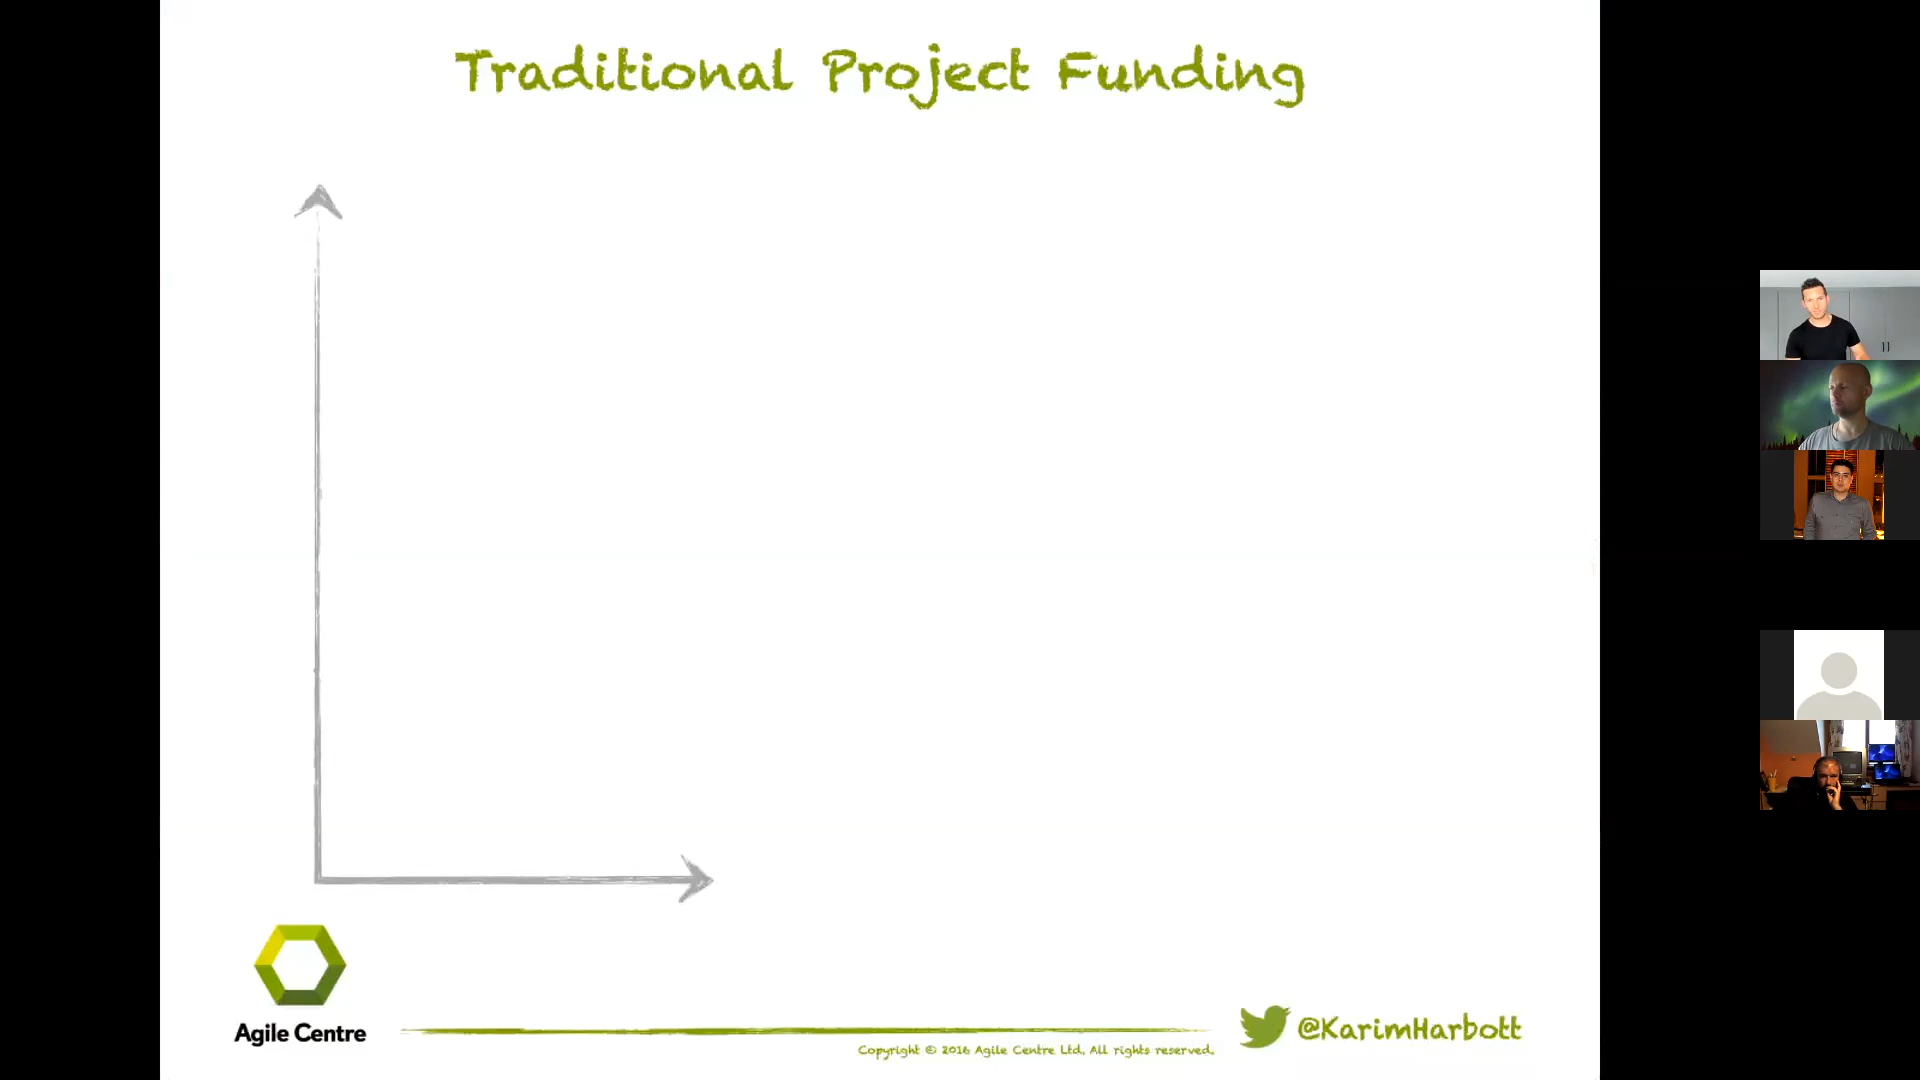 Traditional Project Funding
Agile Centre
Copyright © 2016 Agile Centre Ltd. All rights reserved.
@KarimHarbott